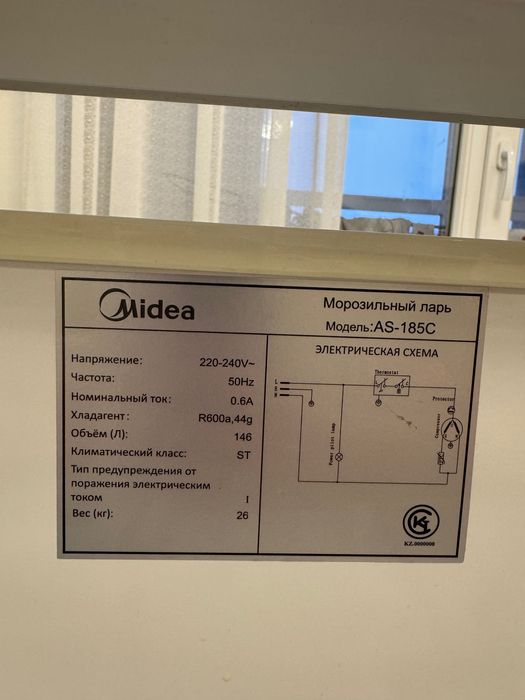 Midea
Морозильный ларь
Модель:AS-185C
Напряжение: 220-240V~
Частота: 50Hz
Номинальный ток: 0.6A
Хладагент: R600a,44g
Объём (Л): 146
Климатический класс: ST
Тип предупреждения от
поражения электрическим
током I
Вес (кг): 26
ЭЛЕКТРИЧЕСКАЯ СХЕМА
Thermostat
L
E
N
Protector
Compressor
Power pilot lamp
KZ.0000008